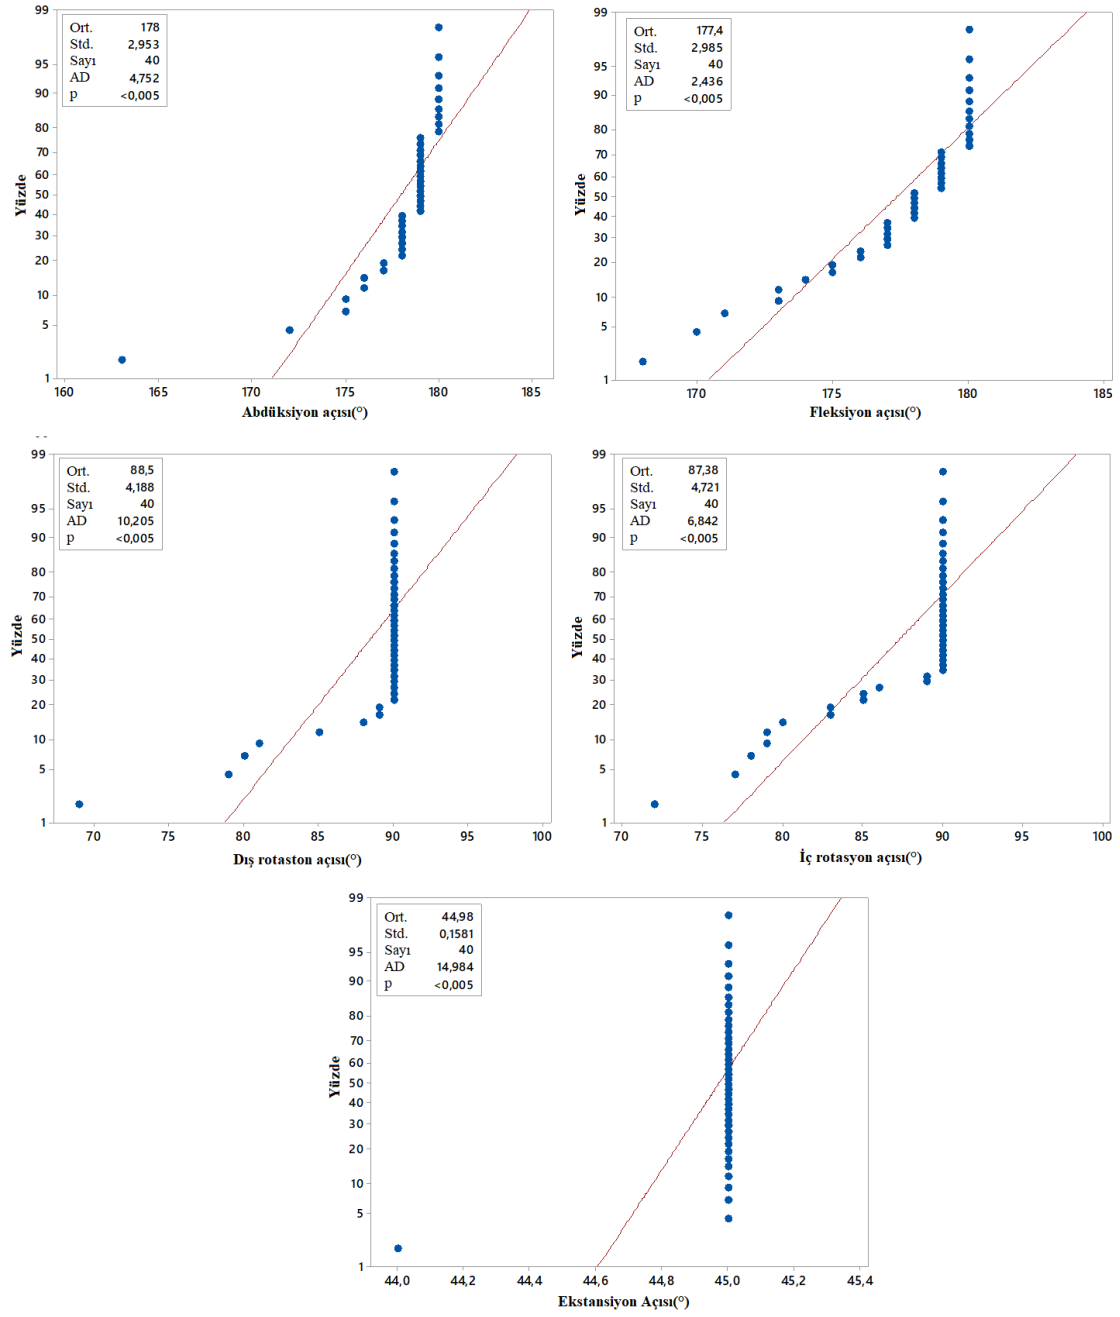 99
95
90
80
70
60
50
40
30
20
10
5
1
Yüzde
Ort. 178
Std. 2,953
Sayı 40
AD 4,752
p <0,005
160 165 170 175 180 185
Abdüksiyon açısı(°)
99
95
90
80
70
60
50
40
30
20
10
5
1
Yüzde
Ort. 177,4
Std. 2,985
Sayı 40
AD 2,436
p <0,005
170 175 180 185
Fleksiyon açısı(°)
99
95
90
80
70
60
50
40
30
20
10
5
1
Yüzde
Ort. 88,5
Std. 4,188
Sayı 40
AD 10,205
p <0,005
70 75 80 85 90 95 100
Dış rotaston açısı(°)
99
95
90
80
70
60
50
40
30
20
10
5
1
Yüzde
Ort. 87,38
Std. 4,721
Sayı 40
AD 6,842
p <0,005
70 75 80 85 90 95 100
İç rotasyon açısı(°)
99
95
90
80
70
60
50
40
30
20
10
5
1
Yüzde
Ort. 44,98
Std. 0,1581
Sayı 40
AD 14,984
p <0,005
44,0 44,2 44,4 44,6 44,8 45,0 45,2 45,4
Ekstansiyon Açısı(°)